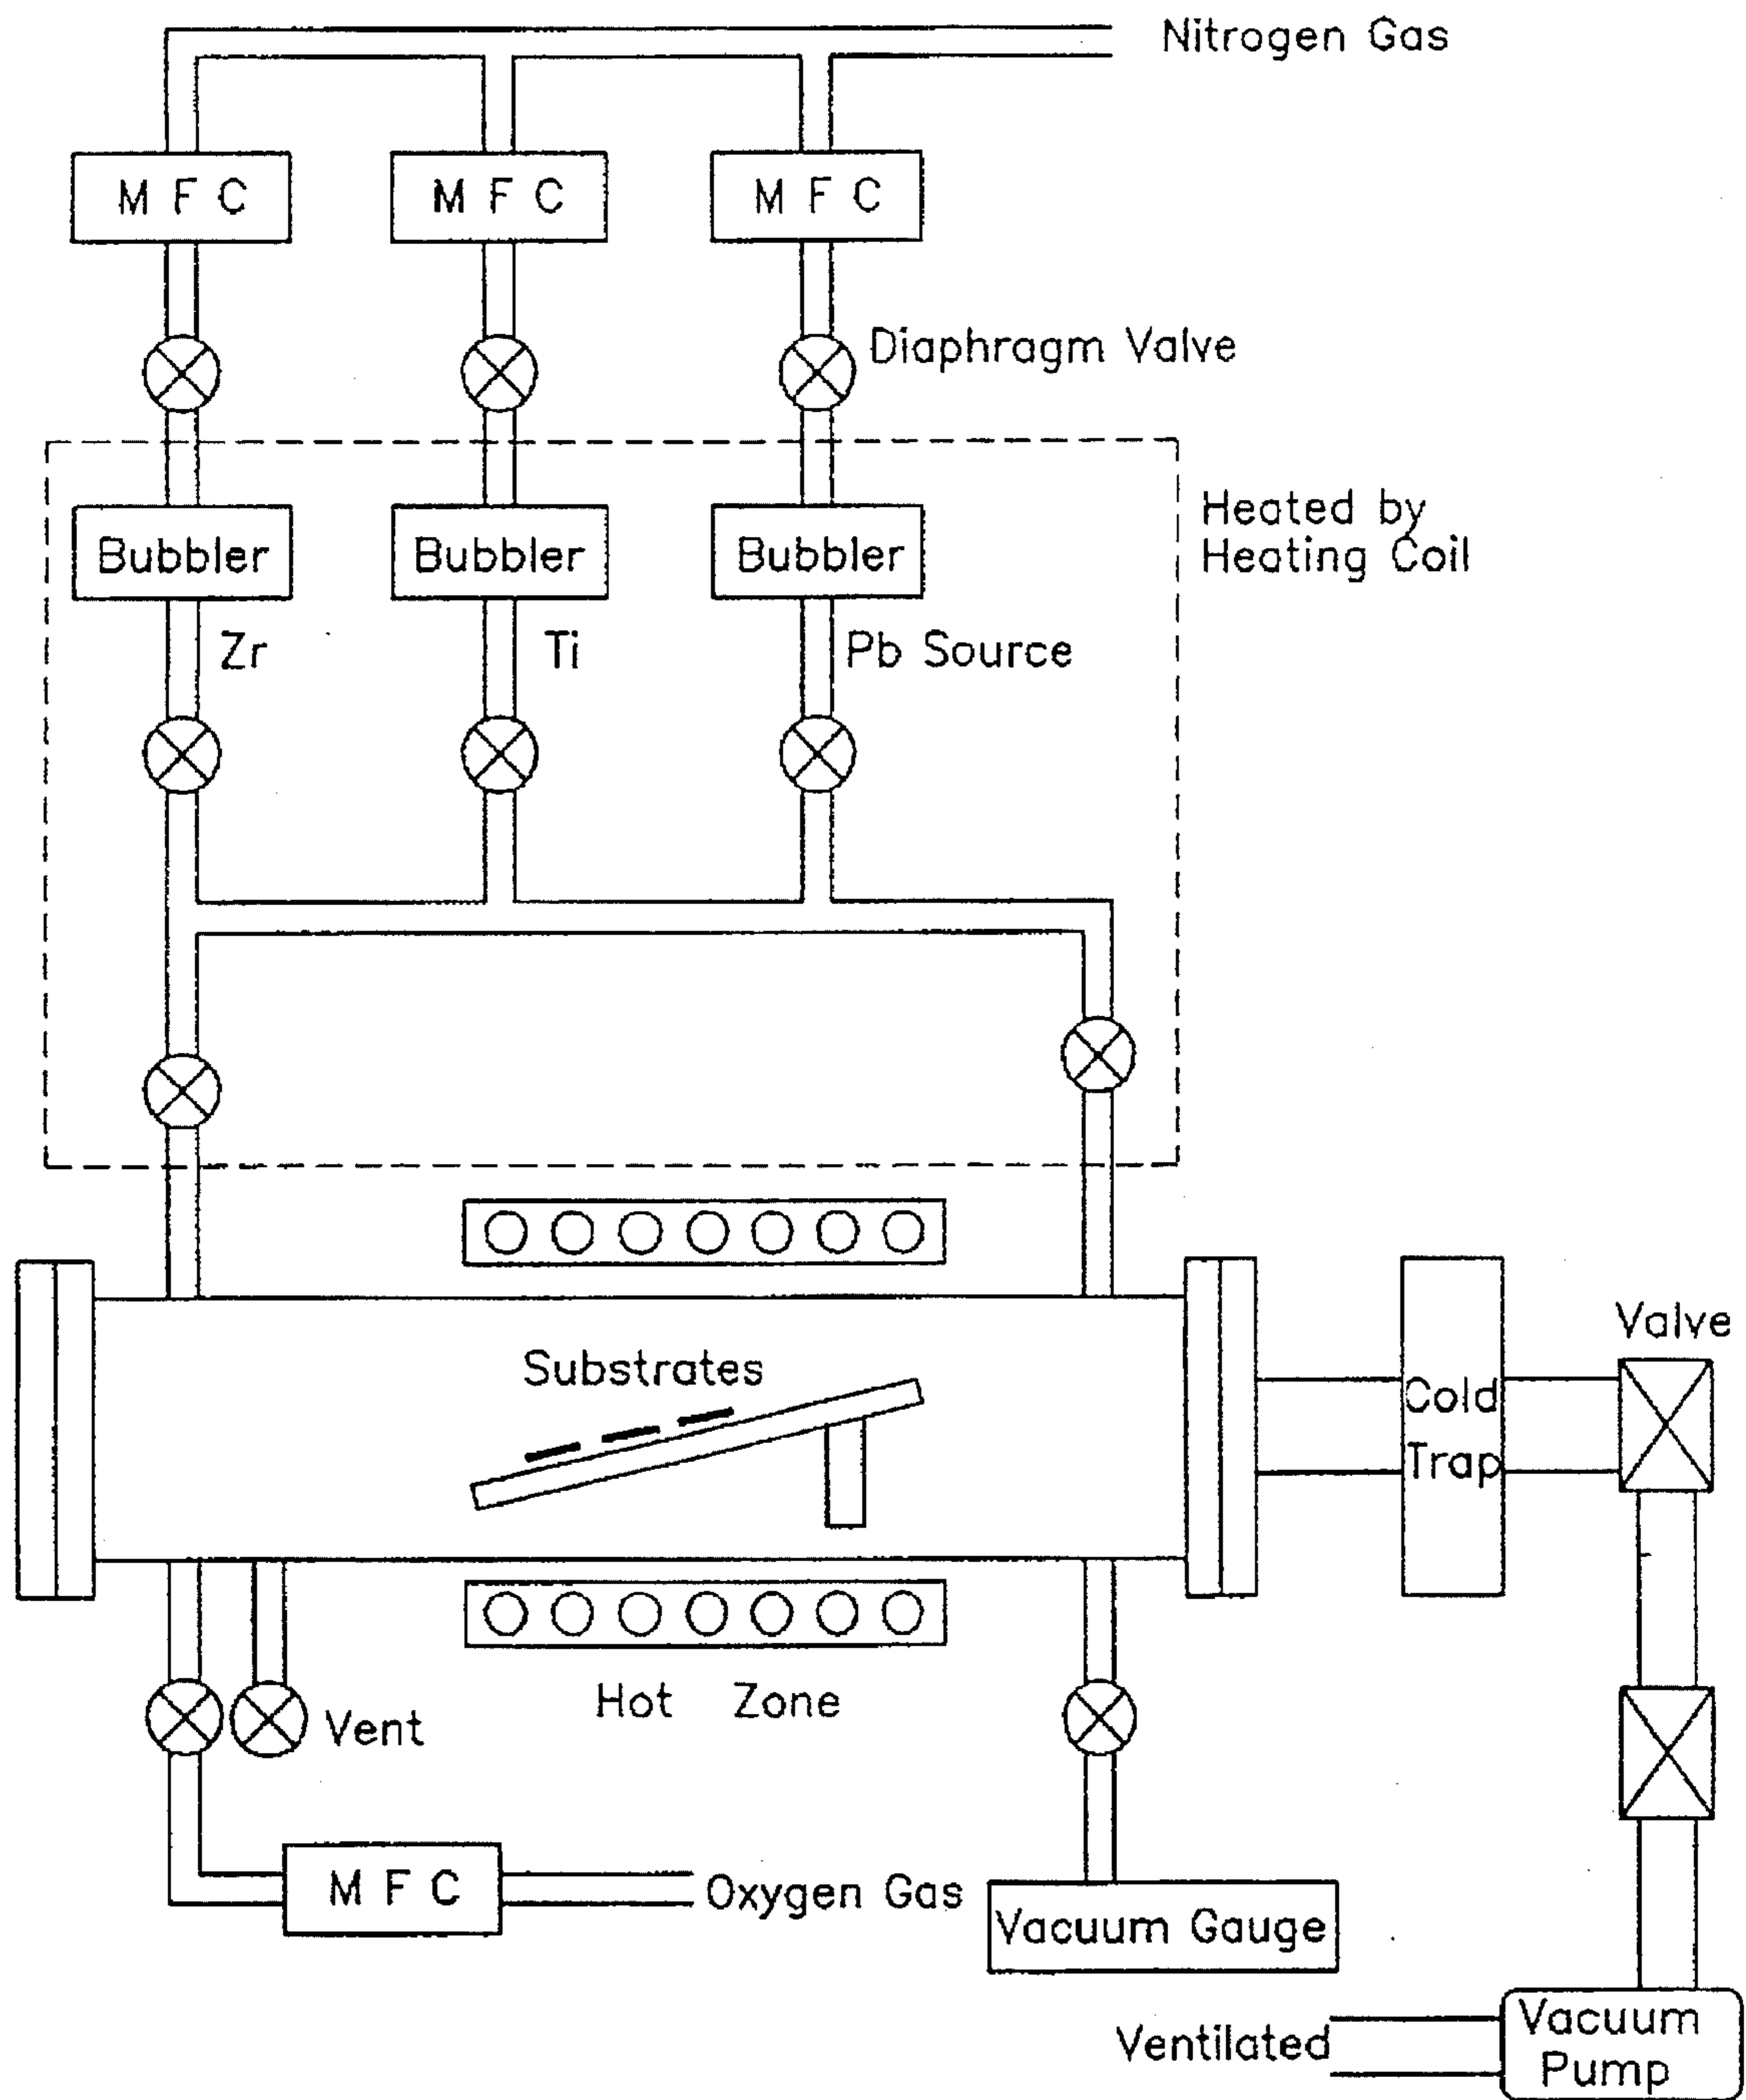 Nitrogen Gas
M F C
M F C
M F C
Diaphragm Valve
Heated by
Heating Coil
Bubbler
Bubbler
Bubbler
Zr
Ti
Pb Source
Substrates
Valve
Cold
Trap
Hot Zone
Vent
M F C
Oxygen Gas
Vacuum Gauge
Ventilated
Vacuum
Pump